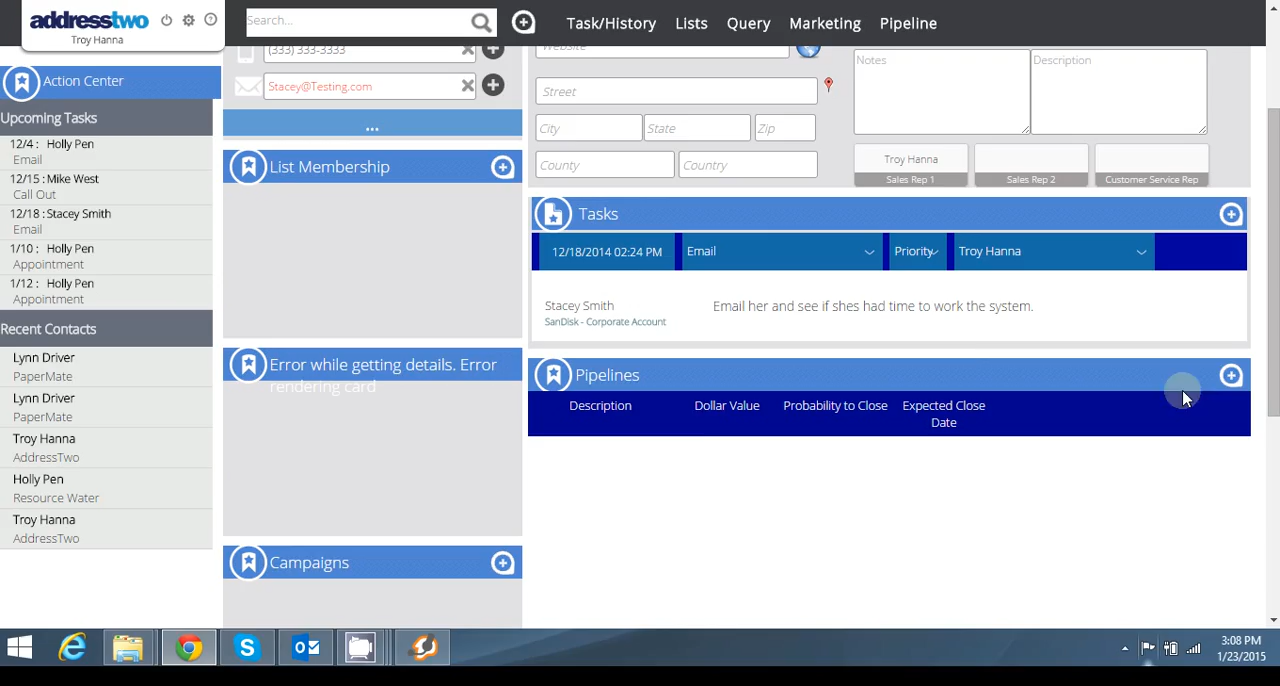 addresstwo
Troy Hanna
Search...
Task/History
Lists
Query
Marketing
Pipeline
Action Center
Upcoming Tasks
12/4 : Holly Pen
Email
12/15 : Mike West
Call Out
12/18 : Stacey Smith
Email
1/10 : Holly Pen
Appointment
1/12 : Holly Pen
Appointment
Recent Contacts
Lynn Driver
PaperMate
Lynn Driver
PaperMate
Troy Hanna
AddressTwo
Holly Pen
Resource Water
Troy Hanna
AddressTwo
(333) 333-3333
Stacey@Testing.com
...
List Membership
Error while getting details. Error
rendering card
Campaigns
Website
Street
City
State
Zip
County
Country
Notes
Description
Troy Hanna
Sales Rep 1
Sales Rep 2
Customer Service Rep
Tasks
12/18/2014 02:24 PM
Email
Priority
Troy Hanna
Stacey Smith
SanDisk - Corporate Account
Email her and see if shes had time to work the system.
Pipelines
Description
Dollar Value
Probability to Close
Expected Close
Date
3:08 PM
1/23/2015